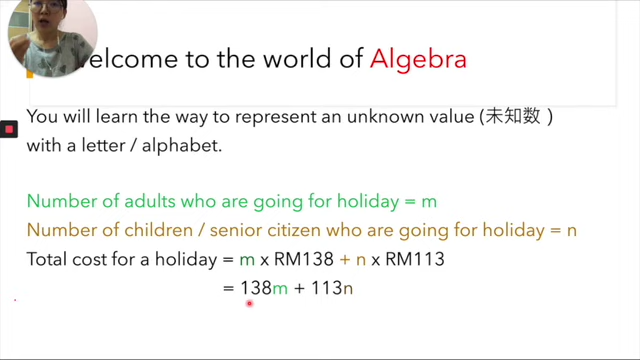 elcome to the world of Algebra
You will learn the way to represent an unknown value (未知数)
with a letter / alphabet.
Number of adults who are going for holiday = m
Number of children / senior citizen who are going for holiday = n
Total cost for a holiday = m x RM138 + n x RM113
= 138m + 113n